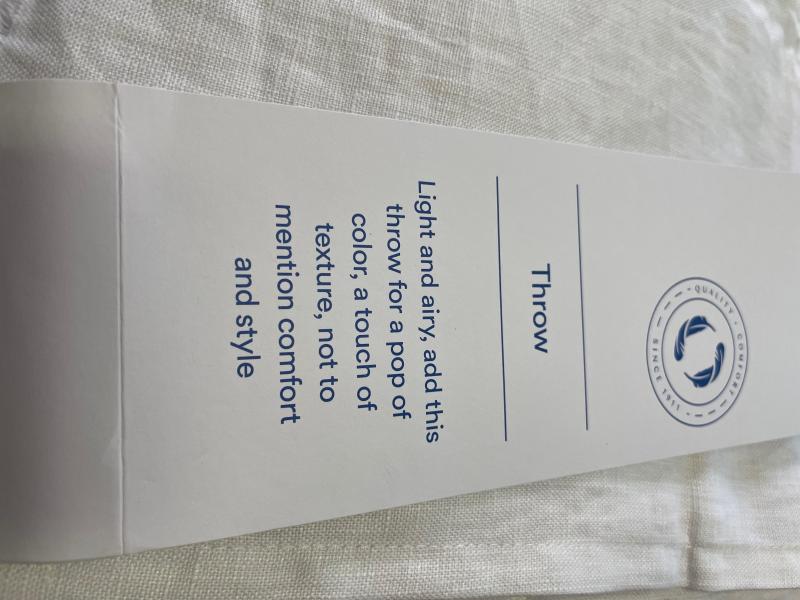 QUALITY · COMFORT
SINCE 1911
Throw
Light and airy, add this
throw for a pop of
color, a touch of
texture, not to
mention comfort
and style